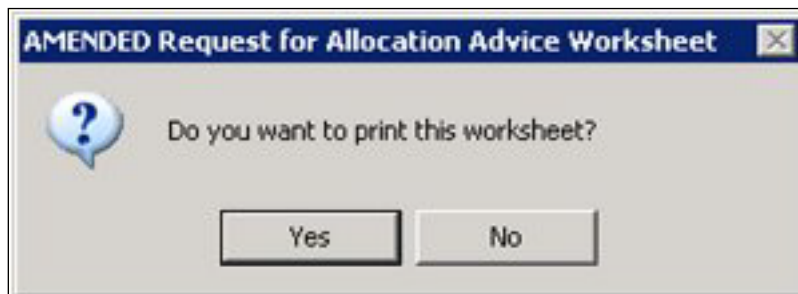 AMENDED Request for Allocation Advice Worksheet
Do you want to print this worksheet?
Yes No